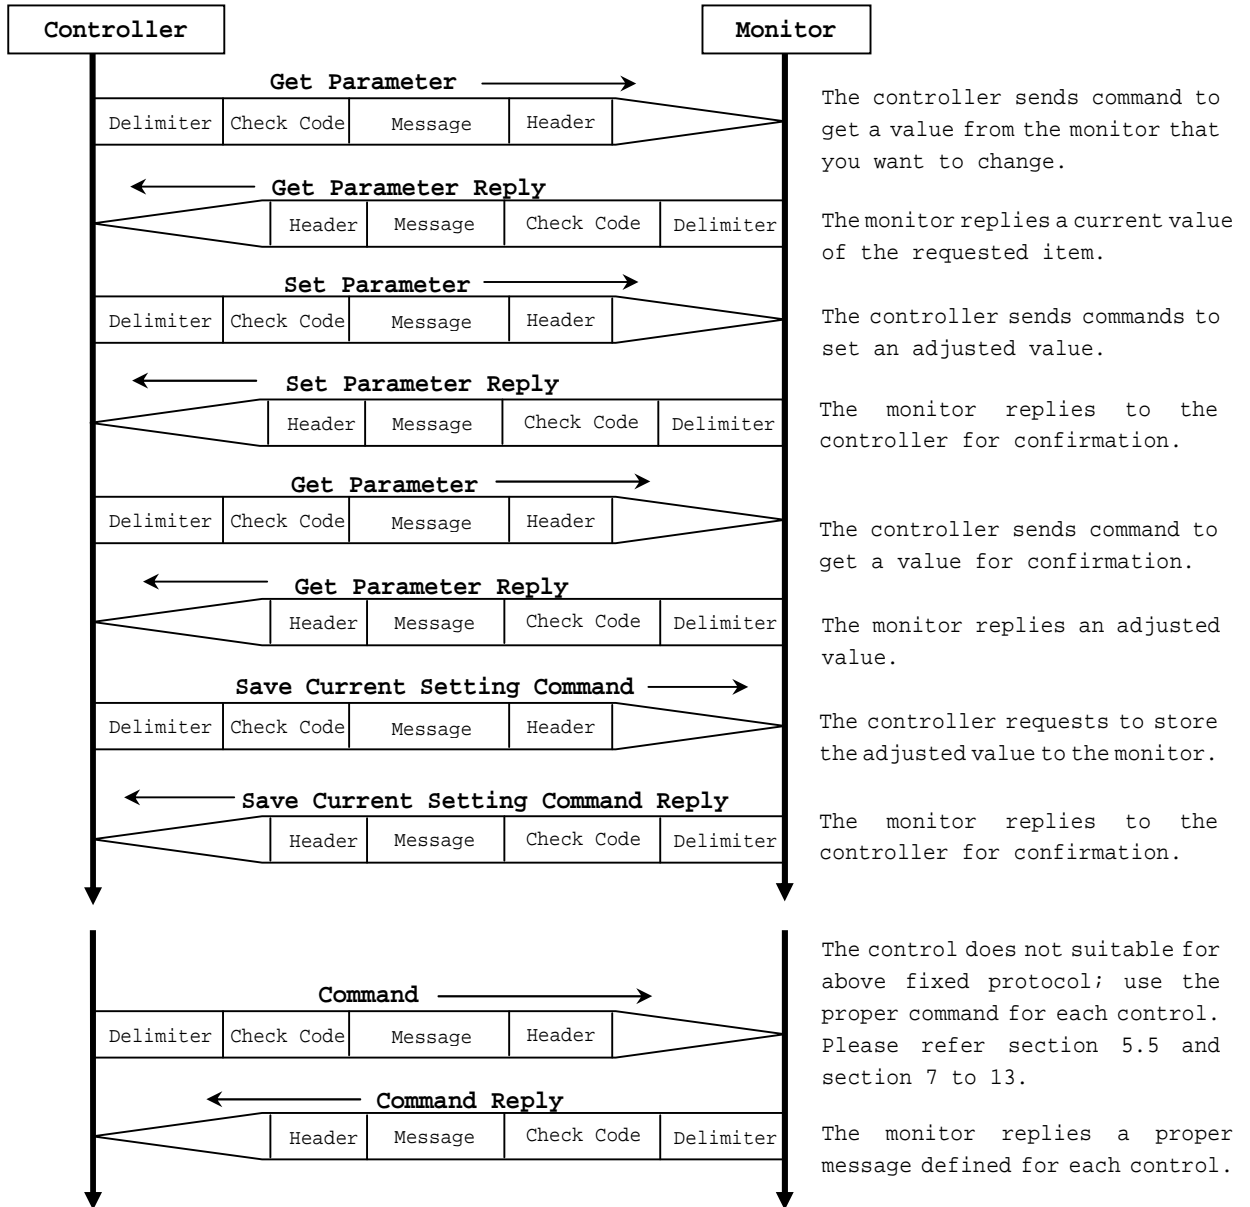 Controller
Monitor
Get Parameter
Delimiter Check Code Message Header
The controller sends command to
get a value from the monitor that
you want to change.
Get Parameter Reply
Header Message Check Code Delimiter
The monitor replies a current value
of the requested item.
Set Parameter
Delimiter Check Code Message Header
The controller sends commands to
set an adjusted value.
Set Parameter Reply
Header Message Check Code Delimiter
The monitor replies to the
controller for confirmation.
Get Parameter
Delimiter Check Code Message Header
The controller sends command to
get a value for confirmation.
Get Parameter Reply
Header Message Check Code Delimiter
The monitor replies an adjusted
value.
Save Current Setting Command
Delimiter Check Code Message Header
The controller requests to store
the adjusted value to the monitor.
Save Current Setting Command Reply
Header Message Check Code Delimiter
The monitor replies to the
controller for confirmation.
Command
Delimiter Check Code Message Header
The control does not suitable for
above fixed protocol; use the
proper command for each control.
Please refer section 5.5 and
section 7 to 13.
Command Reply
Header Message Check Code Delimiter
The monitor replies a proper
message defined for each control.